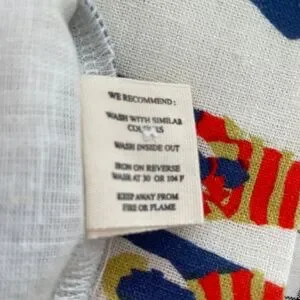 WE RECOMMEND :
WASH WITH SIMILAR
COLOURS
WASH INSIDE OUT
IRON ON REVERSE
WASH AT 30 OR 104 F
KEEP AWAY FROM
FIRE OR FLAME